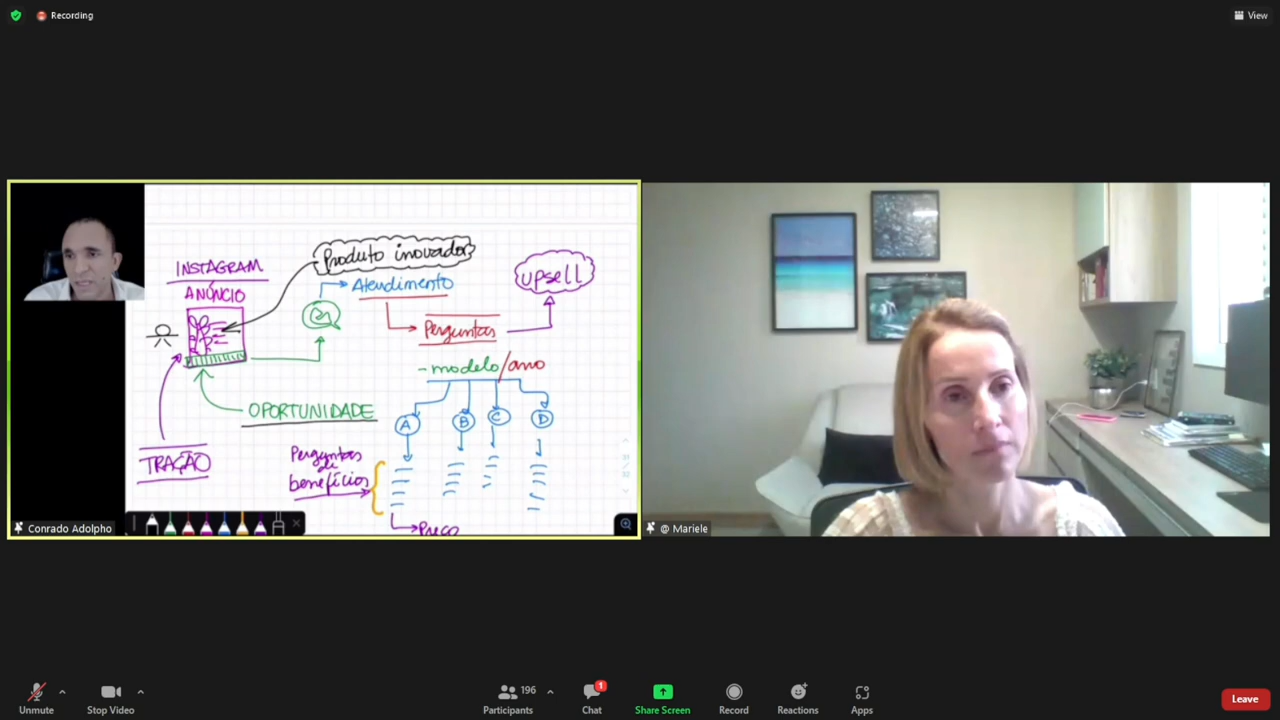 Recording
View
Produto inovador
INSTAGRAM
ANÚNCIO
Atendimento
upsell
Perguntas
- modelo/ano
OPORTUNIDADE
A B C D
TRAÇÃO
Perguntas
de
benefícios
Preço
Conrado Adolpho
@ Mariele
Unmute
Stop Video
196
Participants
1
Chat
Share Screen
Record
Reactions
Apps
Leave